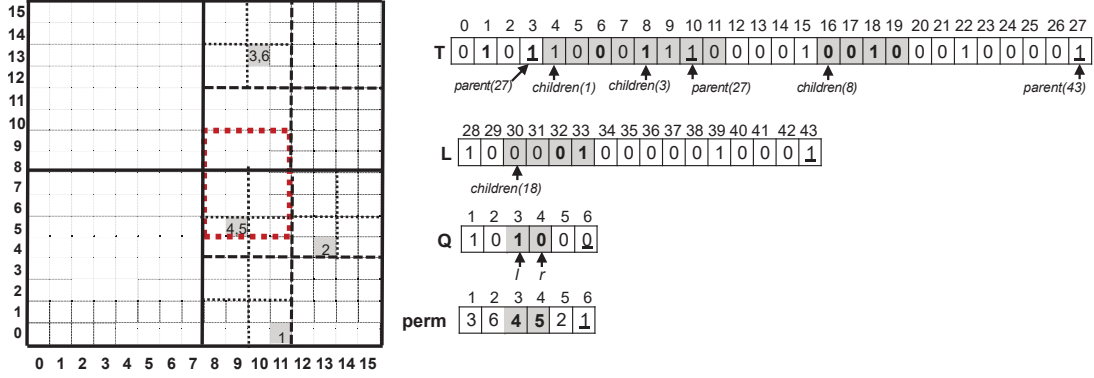 15
14
13
12
11
10
9
8
7
6
5
4
3
2
1
0
3,6
4,5
2
1
0 1 2 3 4 5 6 7 8 9 10 11 12 13 14 15
0 1 2 3 4 5 6 7 8 9 10 11 12 13 14 15 16 17 18 19 20 21 22 23 24 25 26 27
T 0 1 0 1 1 0 0 0 1 1 1 0 0 0 0 1 0 0 1 0 0 0 1 0 0 0 0 1
parent(27) children(1) children(3) parent(27) children(8) parent(43)
28 29 30 31 32 33 34 35 36 37 38 39 40 41 42 43
L 1 0 0 0 0 1 0 0 0 0 0 1 0 0 0 1
children(18)
1 2 3 4 5 6
Q 1 0 1 0 0 0
l r
1 2 3 4 5 6
perm 3 6 4 5 2 1